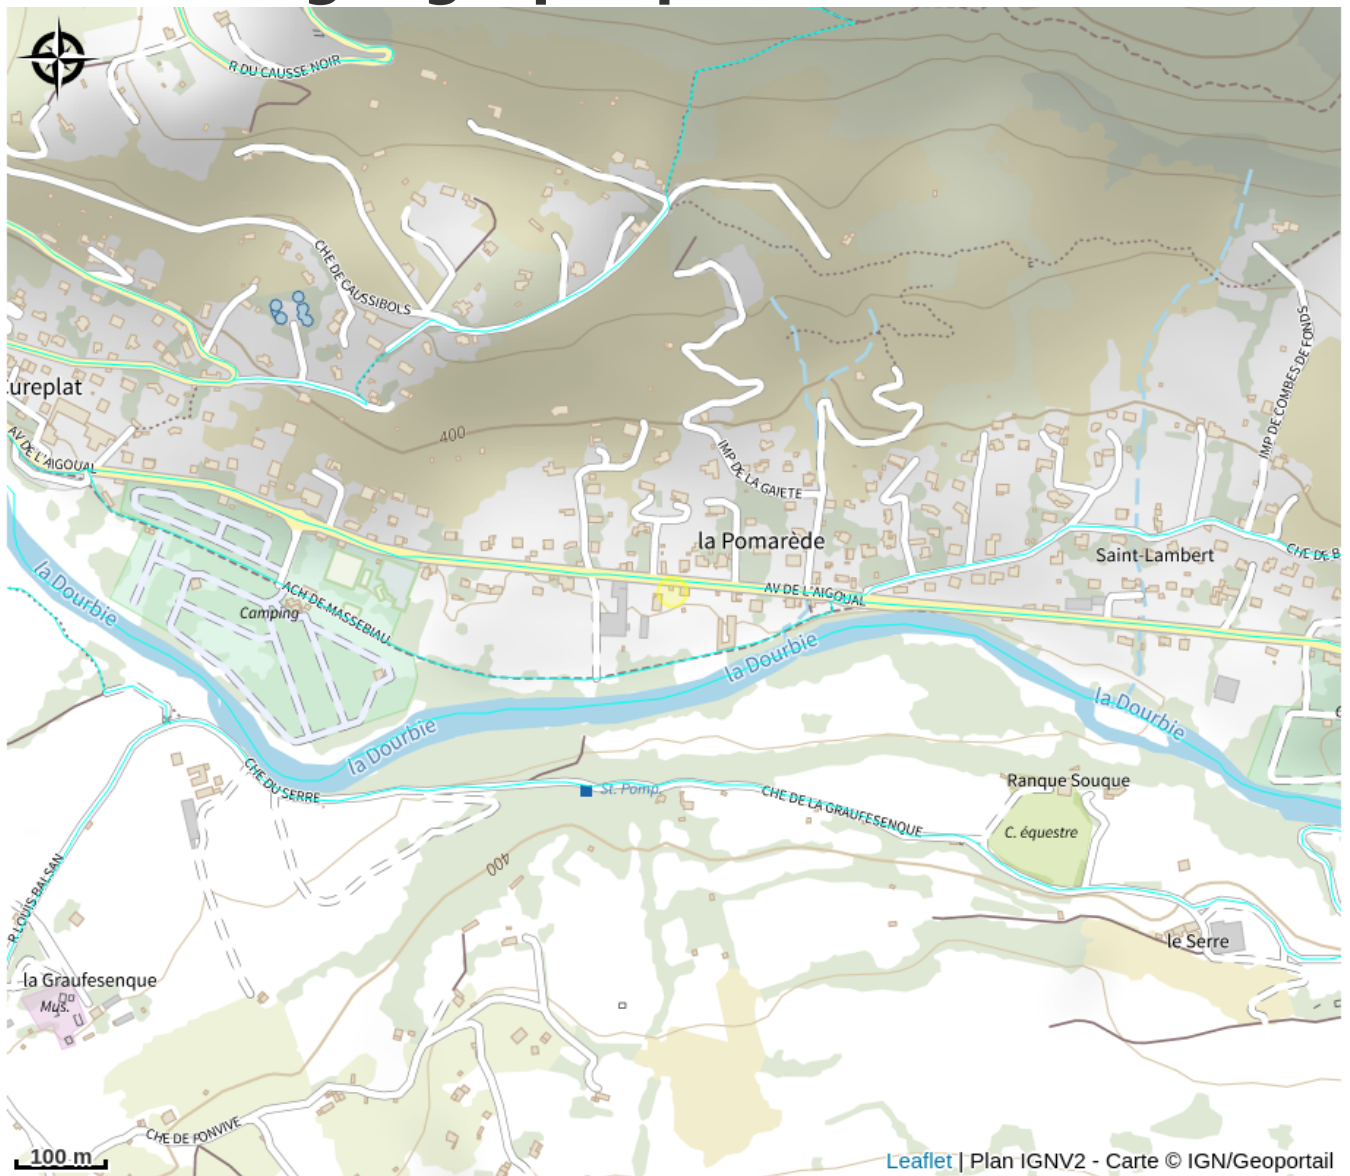 R DU CAUSSE NOIR
CHE DE CAUSSIBOLS
IMP DE COMBES DE FONDS
ureplat
400
AV DE L'AIGOUAL
IMP DE LA GAIETE
la Pomarède
Saint-Lambert
CHE DE B
la Dourbie
ACH DE MASSEBIAU
Camping
AV DE L'AIGOUAL
la Dourbie
la Dourbie
la Dourbie
CHE DU SERRE
St. Pomp.
CHE DE LA GRAUFESENQUE
Ranque Souque
C. équestre
400
R LOUIS BALSAN
le Serre
la Graufesenque
Mus.
CHE DE FONVIVE
100 m
Leaflet | Plan IGNV2 - Carte © IGN/Geoportail